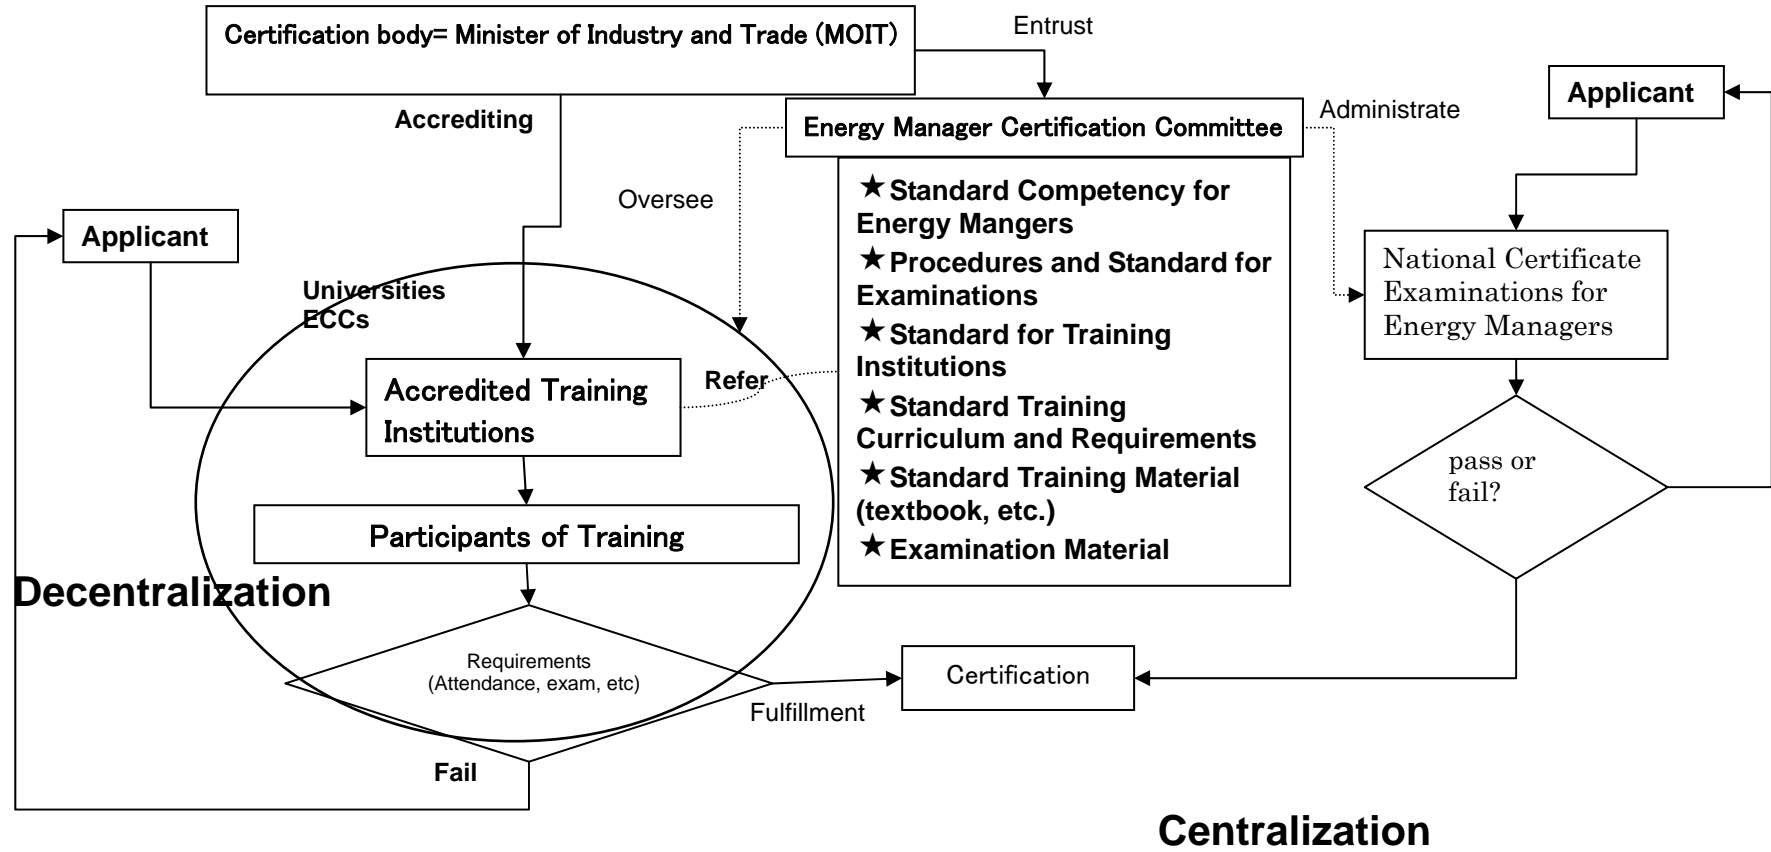 Certification body= Minister of Industry and Trade (MOIT)
Entrust
Accrediting
Energy Manager Certification Committee
Administrate
Applicant
★Standard Competency for
Energy Mangers
★Procedures and Standard for
Examinations
★Standard for Training
Institutions
★Standard Training
Curriculum and Requirements
★Standard Training Material
(textbook, etc.)
★Examination Material
Oversee
Applicant
Universities
ECCs
Refer
Accredited Training
Institutions
Participants of Training
Decentralization
Requirements
(Attendance, exam, etc)
Fulfillment
Fail
Certification
National Certificate
Examinations for
Energy Managers
pass or
fail?
Centralization